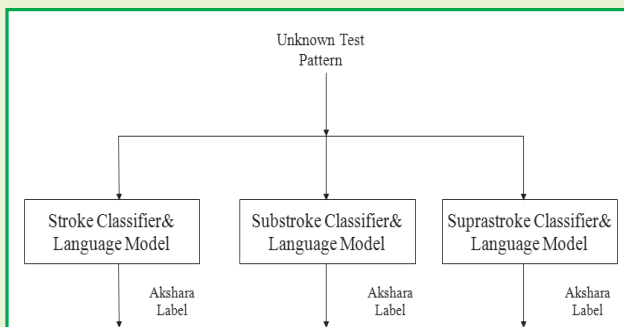 Unknown Test
Pattern
Stroke Classifier&
Language Model
Substroke Classifier&
Language Model
Suprastroke Classifier&
Language Model
Akshara
Label
Akshara
Label
Akshara
Label